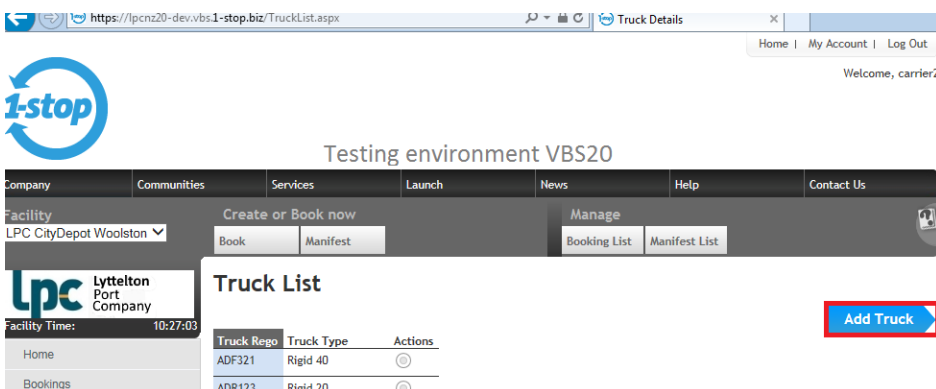 https://lpcnz20-dev.vbs.1-stop.biz/TruckList.aspx
Truck Details
Home | My Account | Log Out
Welcome, carrier2
1-stop
Testing environment VBS20
Company Communities Services Launch News Help Contact Us
Facility
Create or Book now
Manage
LPC CityDepot Woolston
Book Manifest Booking List Manifest List
lpc Lyttelton
Port
Company
Truck List
Add Truck
Facility Time: 10:27:03
Truck Rego Truck Type Actions
Home
ADF321 Rigid 40
Bookings
ADR123 Rigid 20